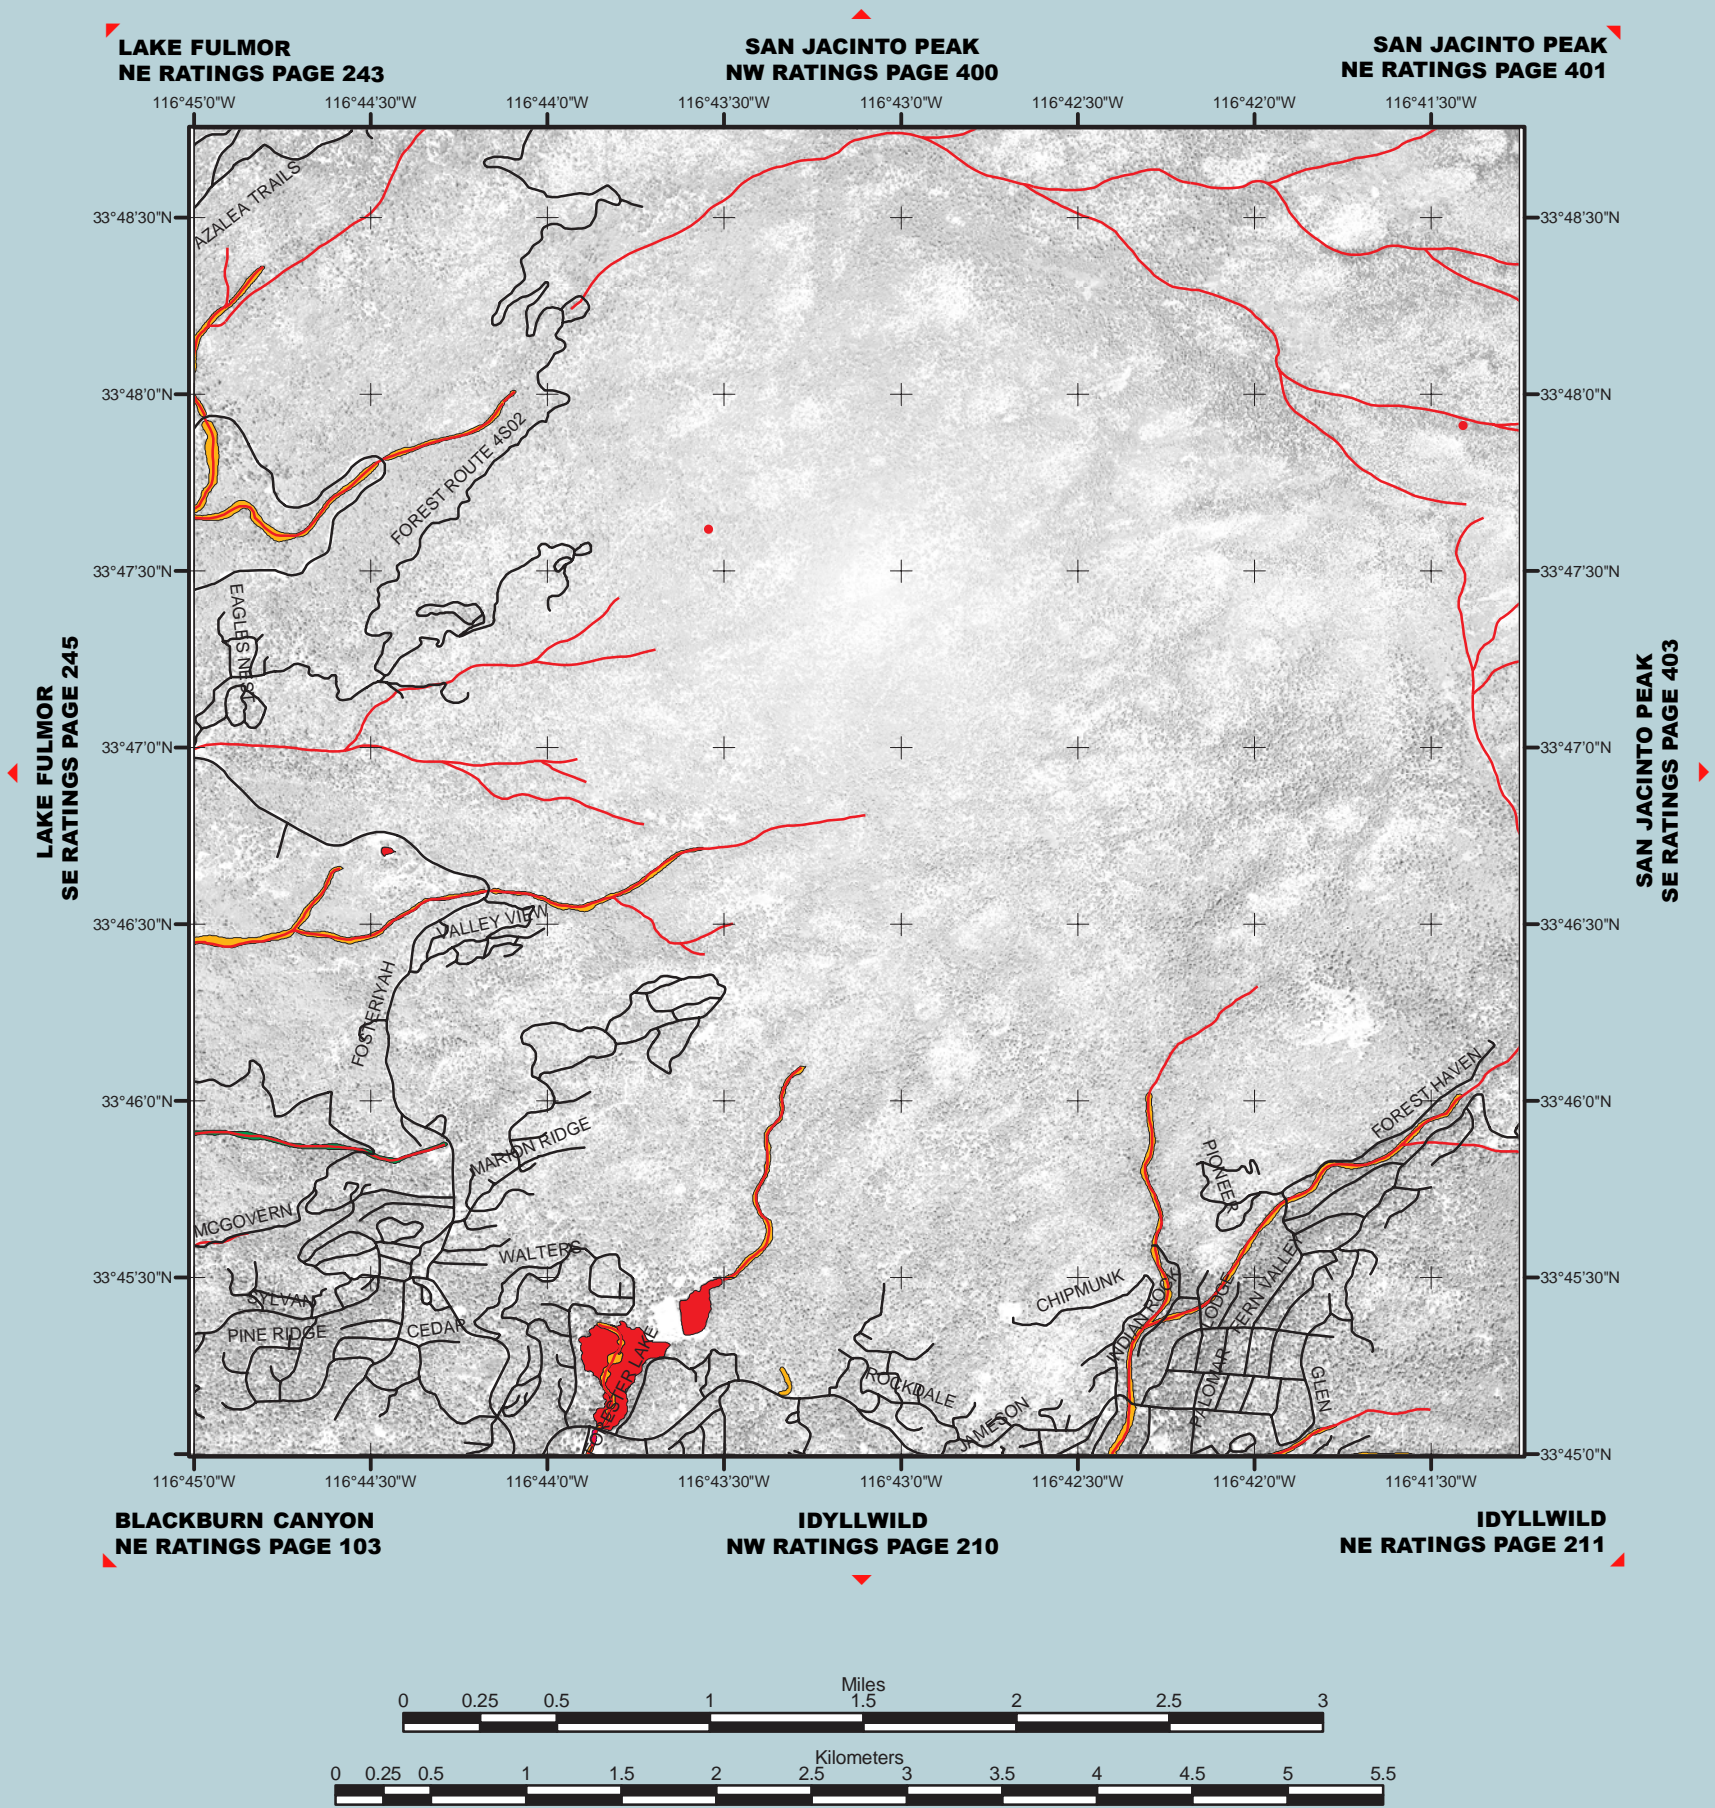 LAKE FULMOR
NE RATINGS PAGE 243
SAN JACINTO PEAK
NW RATINGS PAGE 400
SAN JACINTO PEAK
NE RATINGS PAGE 401
116°45'0"W 116°44'30"W 116°44'0"W 116°43'30"W 116°43'0"W 116°42'30"W 116°42'0"W 116°41'30"W
AZALEA TRAILS
33°48'30"N 33°48'30"N
33°48'0"N 33°48'0"N
FOREST ROUTE 4S02
33°47'30"N 33°47'30"N
EAGLES NEST
LAKE FULMOR
SE RATINGS PAGE 245
SAN JACINTO PEAK
SE RATINGS PAGE 403
33°47'0"N 33°47'0"N
VALLEY VIEW
33°46'30"N 33°46'30"N
FOSTERIYAH
FOREST HAVEN
33°46'0"N 33°46'0"N
MARION RIDGE
PIONEER
MCGOVERN
WALTERS
33°45'30"N 33°45'30"N
SYLVAN
CHIPMUNK
INDIAN ROCK
LODGE
FERN VALLEY
PINE RIDGE
CEDAR
FORESTER LAKE
ROCKDALE
PALOMAR
GLEN
JAMESON
33°45'0"N
116°45'0"W 116°44'30"W 116°44'0"W 116°43'30"W 116°43'0"W 116°42'30"W 116°42'0"W 116°41'30"W
BLACKBURN CANYON
NE RATINGS PAGE 103
IDYLLWILD
NW RATINGS PAGE 210
IDYLLWILD
NE RATINGS PAGE 211
Miles
0 0.25 0.5 1 1.5 2 2.5 3
Kilometers
0 0.25 0.5 1 1.5 2 2.5 3 3.5 4 4.5 5 5.5